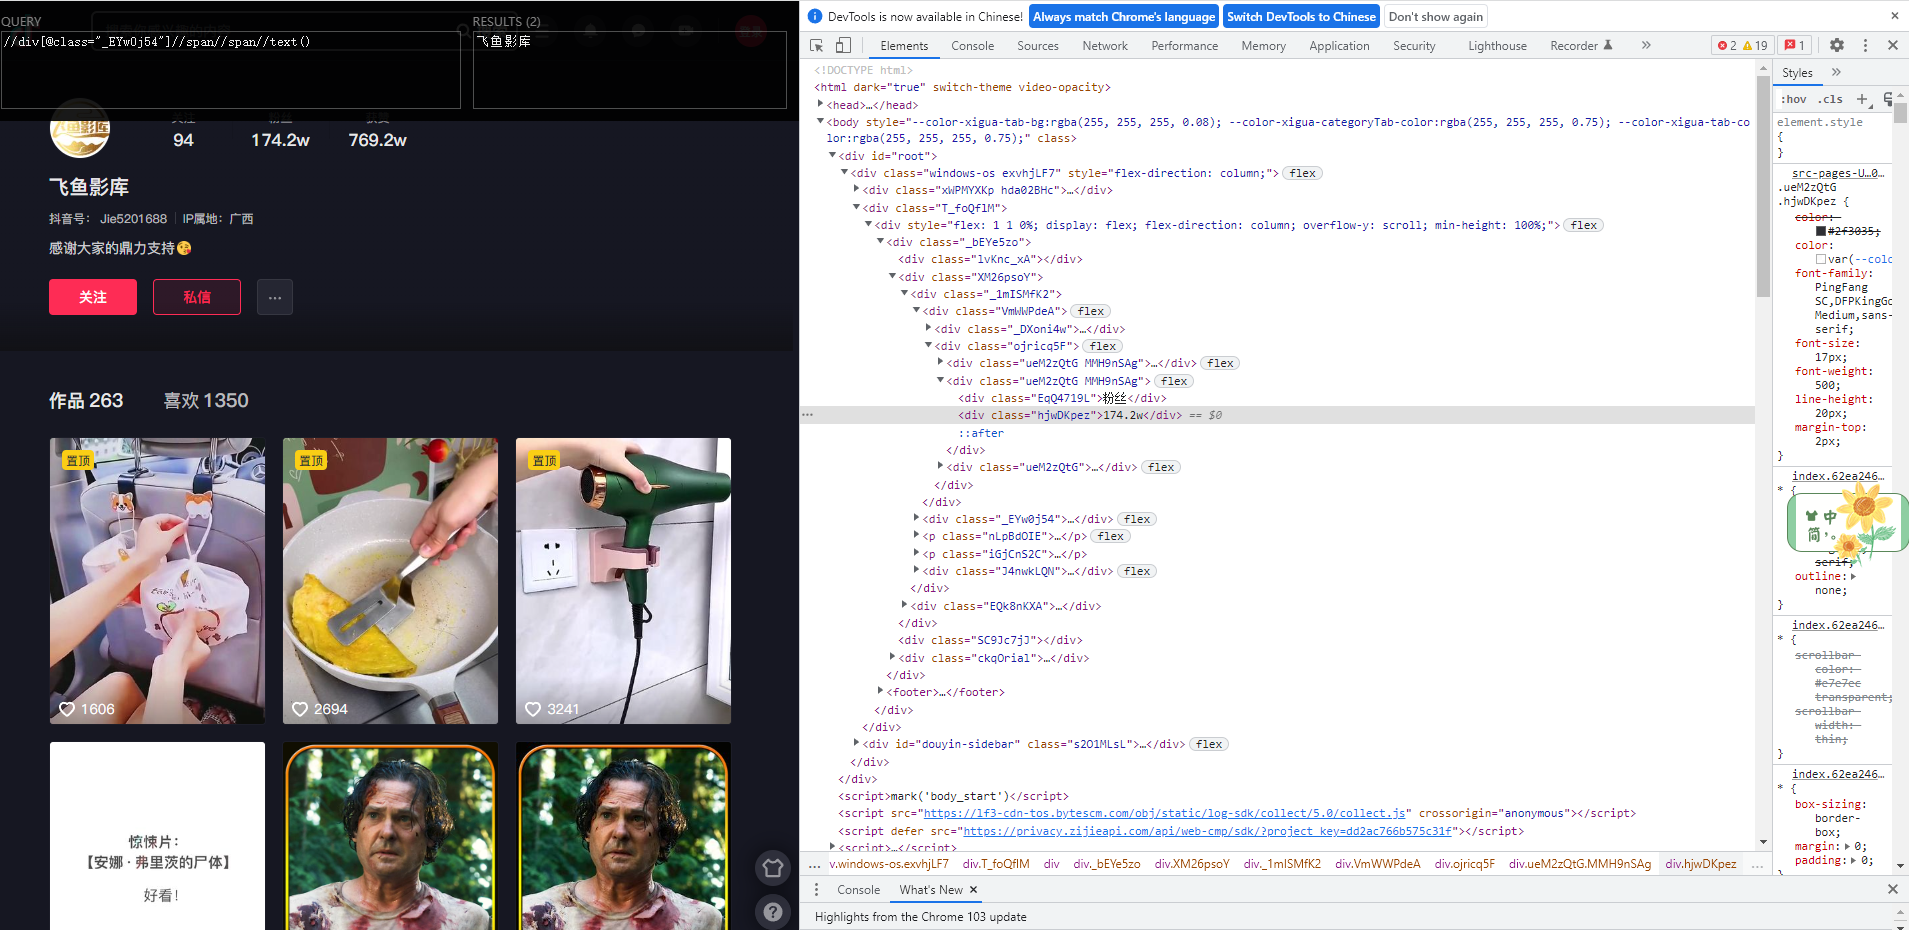 QUERY
//div[@class="_EYw0j54"]//span//span//text()
RESULTS (2)
飞鱼影库
94
174.2w
769.2w
飞鱼影库
抖音号： Jie5201688 IP属地：广西
感谢大家的鼎力支持😘
关注
私信
...
作品 263
喜欢 1350
置顶
置顶
置顶
1606
2694
3241
惊悚片：
【安娜·弗里茨的尸体】
好看！
DevTools is now available in Chinese!
Always match Chrome's language
Switch DevTools to Chinese
Don't show again
Elements
Console
Sources
Network
Performance
Memory
Application
Security
Lighthouse
Recorder
2
19
1
<!DOCTYPE html>
<html dark="true" switch-theme video-opacity>
<head>…</head>
<body style="--color-xigua-tab-bg:rgba(255, 255, 255, 0.08); --color-xigua-categoryTab-color:rgba(255, 255, 255, 0.75); --color-xigua-tab-co
lor:rgba(255, 255, 255, 0.75);" class>
<div id="root">
<div class="windows-os exvhjLF7" style="flex-direction: column;"> flex
<div class="xWPMYXKp hda02BHc">…</div>
<div class="T_foQflM">
<div style="flex: 1 1 0%; display: flex; flex-direction: column; overflow-y: scroll; min-height: 100%;"> flex
<div class="_bEYe5zo">
<div class="lvKnc_xA"></div>
<div class="XM26psoY">
<div class="_1mISMfK2">
<div class="VmWWPdeA"> flex
<div class="_DXoni4w">…</div>
<div class="ojricq5F"> flex
<div class="ueM2zQtG MMH9nSAg">…</div> flex
<div class="ueM2zQtG MMH9nSAg"> flex
<div class="EqQ4719L">粉丝</div>
<div class="hjwDKpez">174.2w</div> == $0
::after
</div>
<div class="ueM2zQtG">…</div> flex
</div>
</div>
<div class="_EYw0j54">…</div> flex
<p class="nLpBdOIE">…</p> flex
<p class="iGjCnS2C">…</p>
<div class="J4nwkLQN">…</div> flex
</div>
<div class="EQk8nKXA">…</div>
</div>
<div class="SC9Jc7jJ"></div>
<div class="ckqOrial">…</div>
</div>
<footer>…</footer>
</div>
</div>
<div id="douyin-sidebar" class="s2O1MLsL">…</div> flex
</div>
</div>
<script>mark('body_start')</script>
<script src="https://lf3-cdn-tos.bytescm.com/obj/static/log-sdk/collect/5.0/collect.js" crossorigin="anonymous"></script>
<script defer src="https://privacy.zijieapi.com/api/web-cmp/sdk/?project_key=dd2ac766b575c31f"></script>
<script>…</script>
... v.windows-os.exvhjLF7 div.T_foQflM div div._bEYe5zo div.XM26psoY div._1mISMfK2 div.VmWWPdeA div.ojricq5F div.ueM2zQtG.MMH9nSAg div.hjwDKpez ...
Console
What's New
Highlights from the Chrome 103 update
Styles
:hov .cls
element.style
{
}
src-pages-U…0…
.ueM2zQtG
.hjwDKpez {
color:
#2f3035;
color:
var(--colo
font-family:
PingFang
SC,DFPKingGo
Medium,sans-
serif;
font-size:
17px;
font-weight:
500;
line-height:
20px;
margin-top:
2px;
}
index.62ea246…
* {
中
简
serif;
outline:
none;
}
index.62ea246…
* {
scrollbar-
color:
#e7e7ec
transparent;
scrollbar-
width:
thin;
}
index.62ea246…
* {
box-sizing:
border-
box;
margin: 0;
padding: 0;